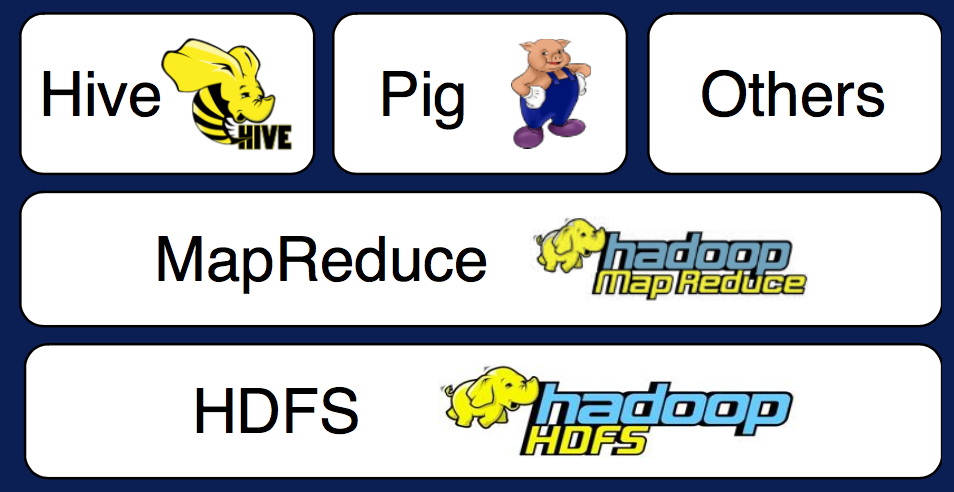 Hive
HIVE
Pig
Others
MapReduce
hadoop
Map Reduce
HDFS
hadoop
HDFS